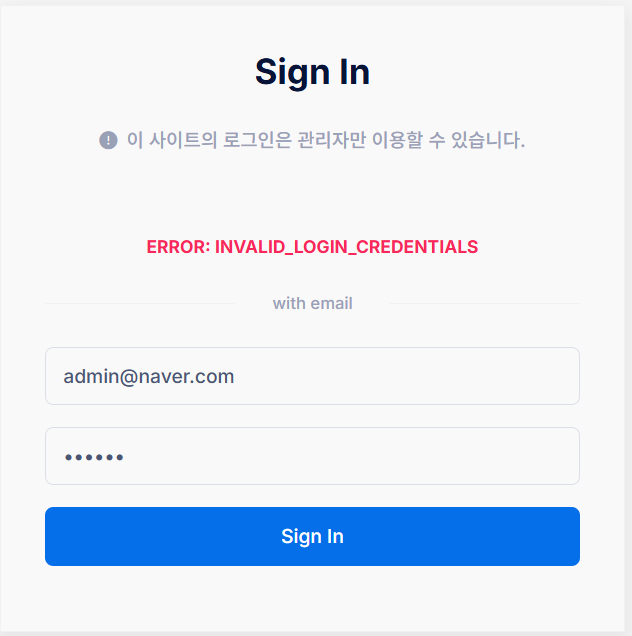 Sign In
이 사이트의 로그인은 관리자만 이용할 수 있습니다.
ERROR: INVALID_LOGIN_CREDENTIALS
with email
admin@naver.com
••••••
Sign In